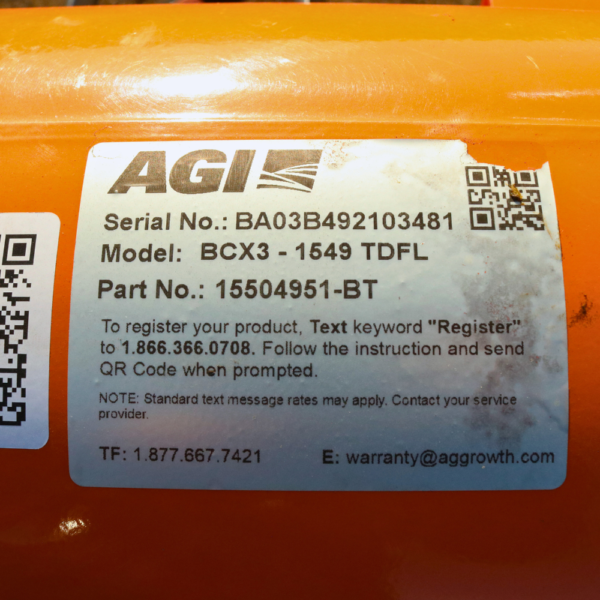 AGI
Serial No.: BA03B492103481
Model: BCX3 - 1549 TDFL
Part No.: 15504951-BT
To register your product, Text keyword "Register"
to 1.866.366.0708. Follow the instruction and send
QR Code when prompted.
NOTE: Standard text message rates may apply. Contact your service
provider.
TF: 1.877.667.7421 E: warranty@aggrowth.com